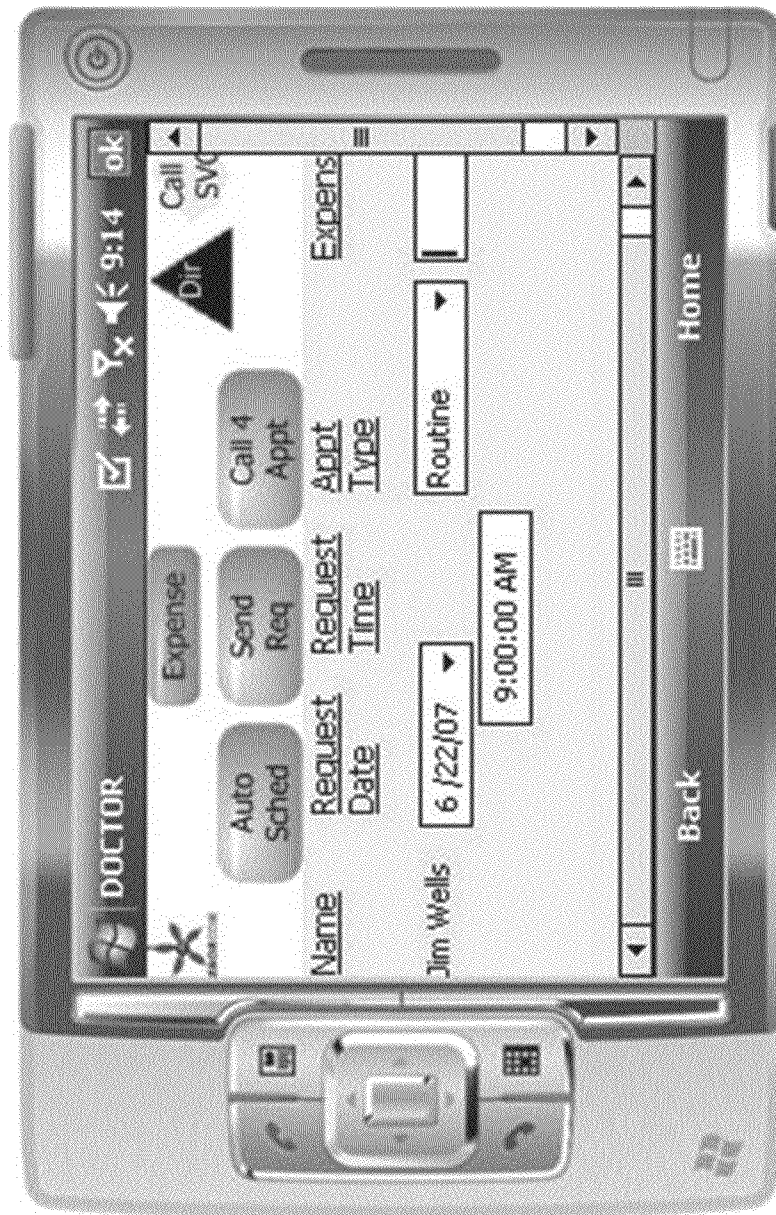 DOCTOR 9:14 ok
Expense
Auto Sched
Send Req
Call 4 Appt
Dir
Call SVC
Name
Request Date
Request Time
Appt Type
Expens
Jim Wells
6 /22/07
Routine
9:00:00 AM
Back
Home